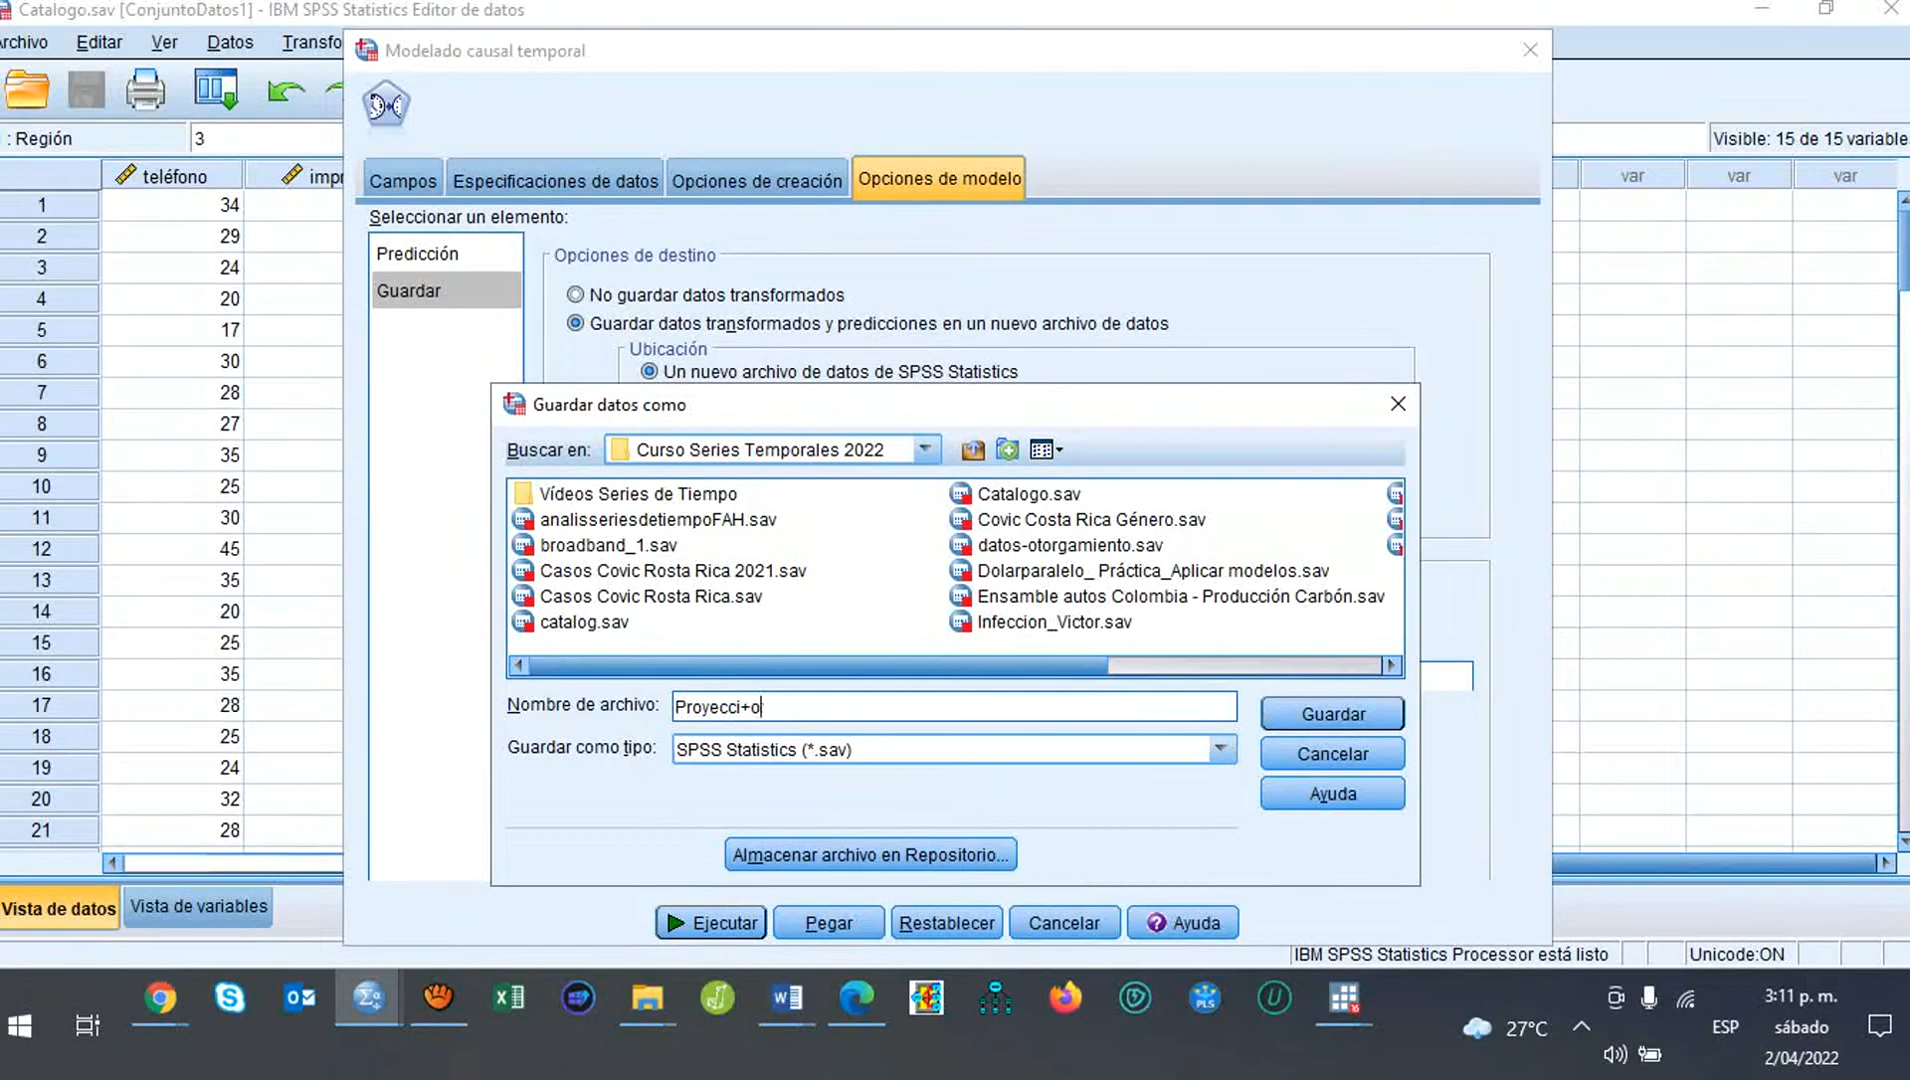 Catalogo.sav [ConjuntoDatos1] - IBM SPSS Statistics Editor de datos
Archivo Editar Ver Datos Transfo
Modelado causal temporal
: Región 3
Visible: 15 de 15 variable
Campos Especificaciones de datos Opciones de creación Opciones de modelo
teléfono impr var var var
Seleccionar un elemento:
Predicción
Guardar
Opciones de destino
No guardar datos transformados
Guardar datos transformados y predicciones en un nuevo archivo de datos
Ubicación
Un nuevo archivo de datos de SPSS Statistics
1 34
2 29
3 24
4 20
5 17
6 30
7 28
8 27
9 35
10 25
11 30
12 45
13 35
14 20
15 25
16 35
17 28
18 25
19 24
20 32
21 28
Guardar datos como
Buscar en: Curso Series Temporales 2022
Vídeos Series de Tiempo
analisseriesdetiempoFAH.sav
broadband_1.sav
Casos Covic Rosta Rica 2021.sav
Casos Covic Rosta Rica.sav
catalog.sav
Catalogo.sav
Covic Costa Rica Género.sav
datos-otorgamiento.sav
Dolarparalelo_ Práctica_Aplicar modelos.sav
Ensamble autos Colombia - Producción Carbón.sav
Infeccion_Victor.sav
Nombre de archivo: Proyecci+o
Guardar como tipo: SPSS Statistics (*.sav)
Guardar
Cancelar
Ayuda
Almacenar archivo en Repositorio...
Vista de datos Vista de variables
Ejecutar Pegar Restablecer Cancelar Ayuda
IBM SPSS Statistics Processor está listo Unicode:ON
27°C
ESP
3:11 p. m.
sábado
2/04/2022